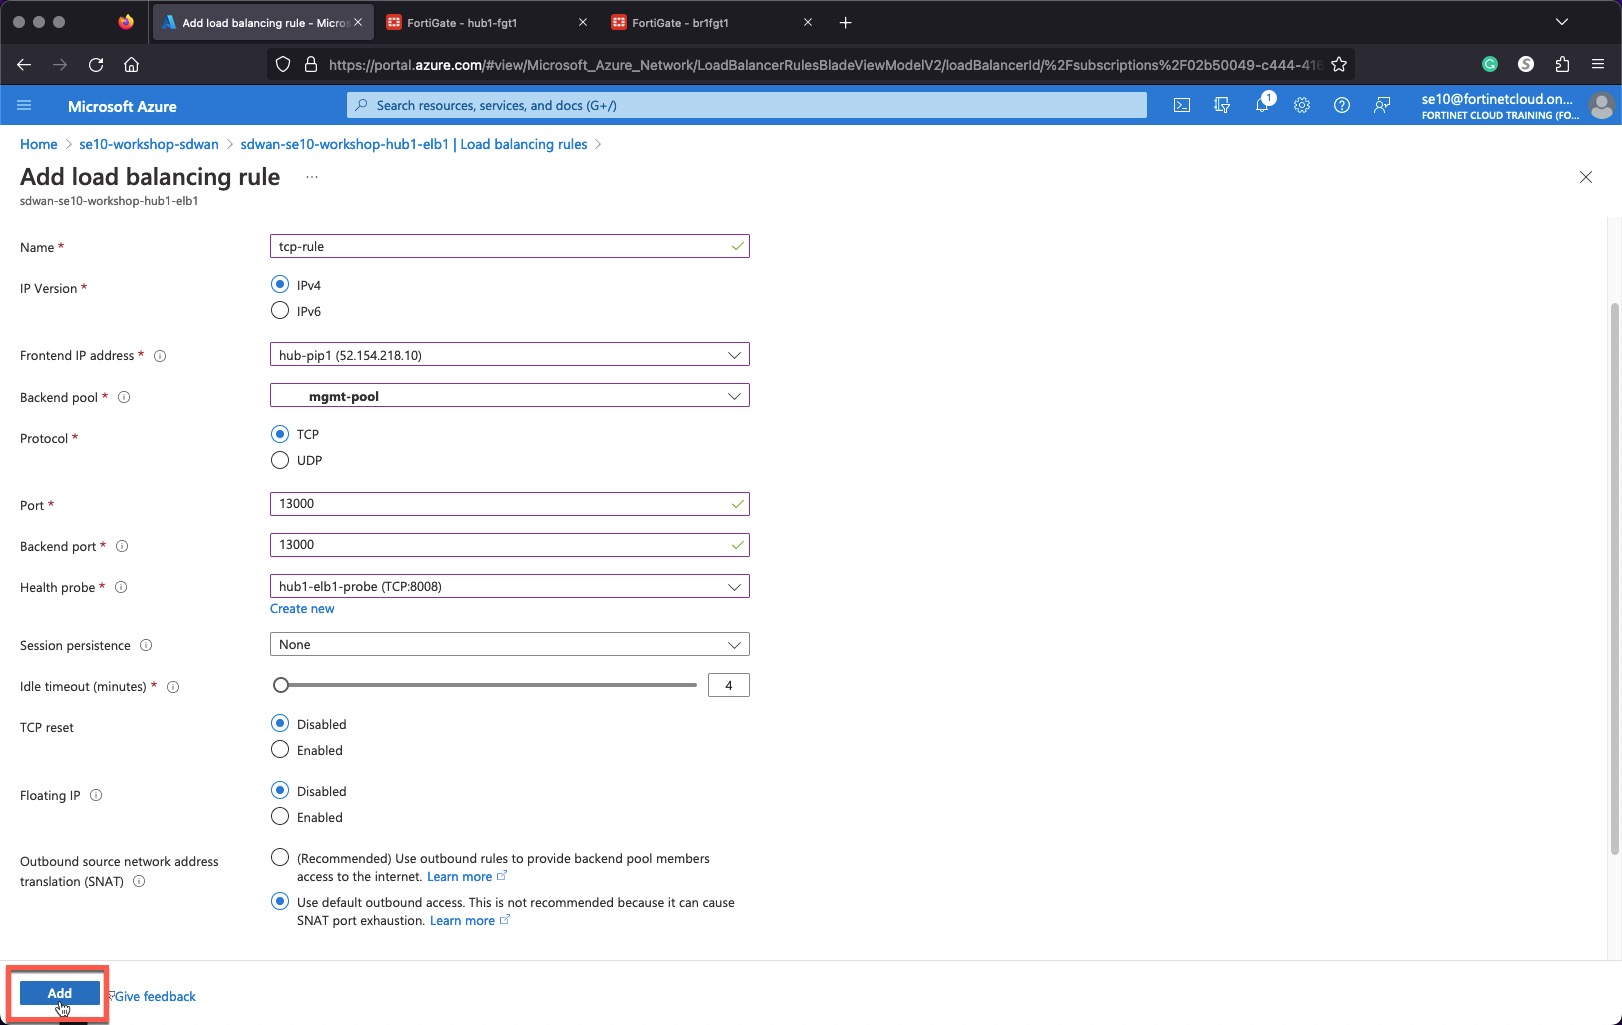 Add load balancing rule - Micros
FortiGate - hub1-fgt1
FortiGate - br1fgt1
https://portal.azure.com/#view/Microsoft_Azure_Network/LoadBalancerRulesBladeViewModelV2/loadBalancerId/%2Fsubscriptions%2F02b50049-c444-416
Microsoft Azure
Search resources, services, and docs (G+/)
1
se10@fortinetcloud.on...
FORTINET CLOUD TRAINING (FO...
Home > se10-workshop-sdwan > sdwan-se10-workshop-hub1-elb1 | Load balancing rules >
Add load balancing rule ...
sdwan-se10-workshop-hub1-elb1
Name *
tcp-rule
IP Version *
IPv4
IPv6
Frontend IP address *
hub-pip1 (52.154.218.10)
Backend pool *
mgmt-pool
Protocol *
TCP
UDP
Port *
13000
Backend port *
13000
Health probe *
hub1-elb1-probe (TCP:8008)
Create new
Session persistence
None
Idle timeout (minutes) *
4
TCP reset
Disabled
Enabled
Floating IP
Disabled
Enabled
Outbound source network address
translation (SNAT)
(Recommended) Use outbound rules to provide backend pool members
access to the internet. Learn more
Use default outbound access. This is not recommended because it can cause
SNAT port exhaustion. Learn more
Add
Give feedback